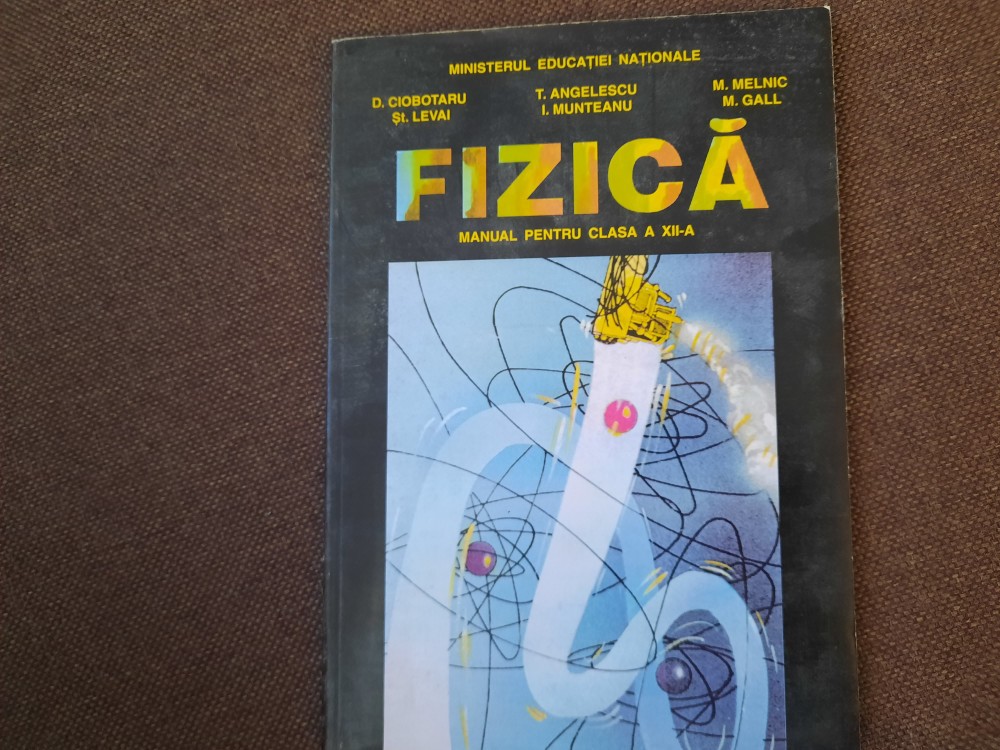 MINISTERUL EDUCAȚIEI NAȚIONALE
D. CIOBOTARU T. ANGELESCU M. MELNIC
Șt. LEVAI I. MUNTEANU M. GALL
FIZICĂ
MANUAL PENTRU CLASA A XII-A